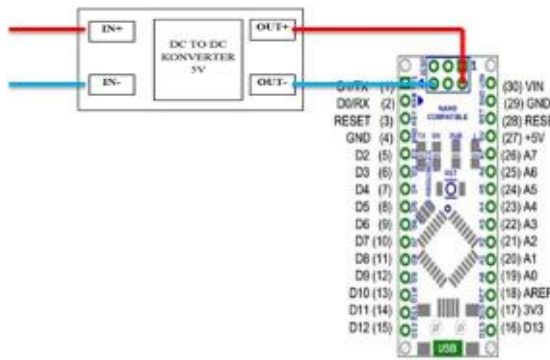 IN+
OUT+
DC TO DC
KONVERTER
5V
IN-
OUT-
1
D1/TX (1)
D0/RX (2)
RESET (3)
GND (4)
D2 (5)
D3 (6)
D4 (7)
D5 (8)
D6 (9)
D7 (10)
D8 (11)
D9 (12)
D10 (13)
D11 (14)
D12 (15)
NANO
COMPATIBLE
RST
USB
(30) VIN
(29) GND
(28) RESE
(27) +5V
(26) A7
(25) A6
(24) A5
(23) A4
(22) A3
(21) A2
(20) A1
(19) A0
(18) AREF
(17) 3V3
(16) D13